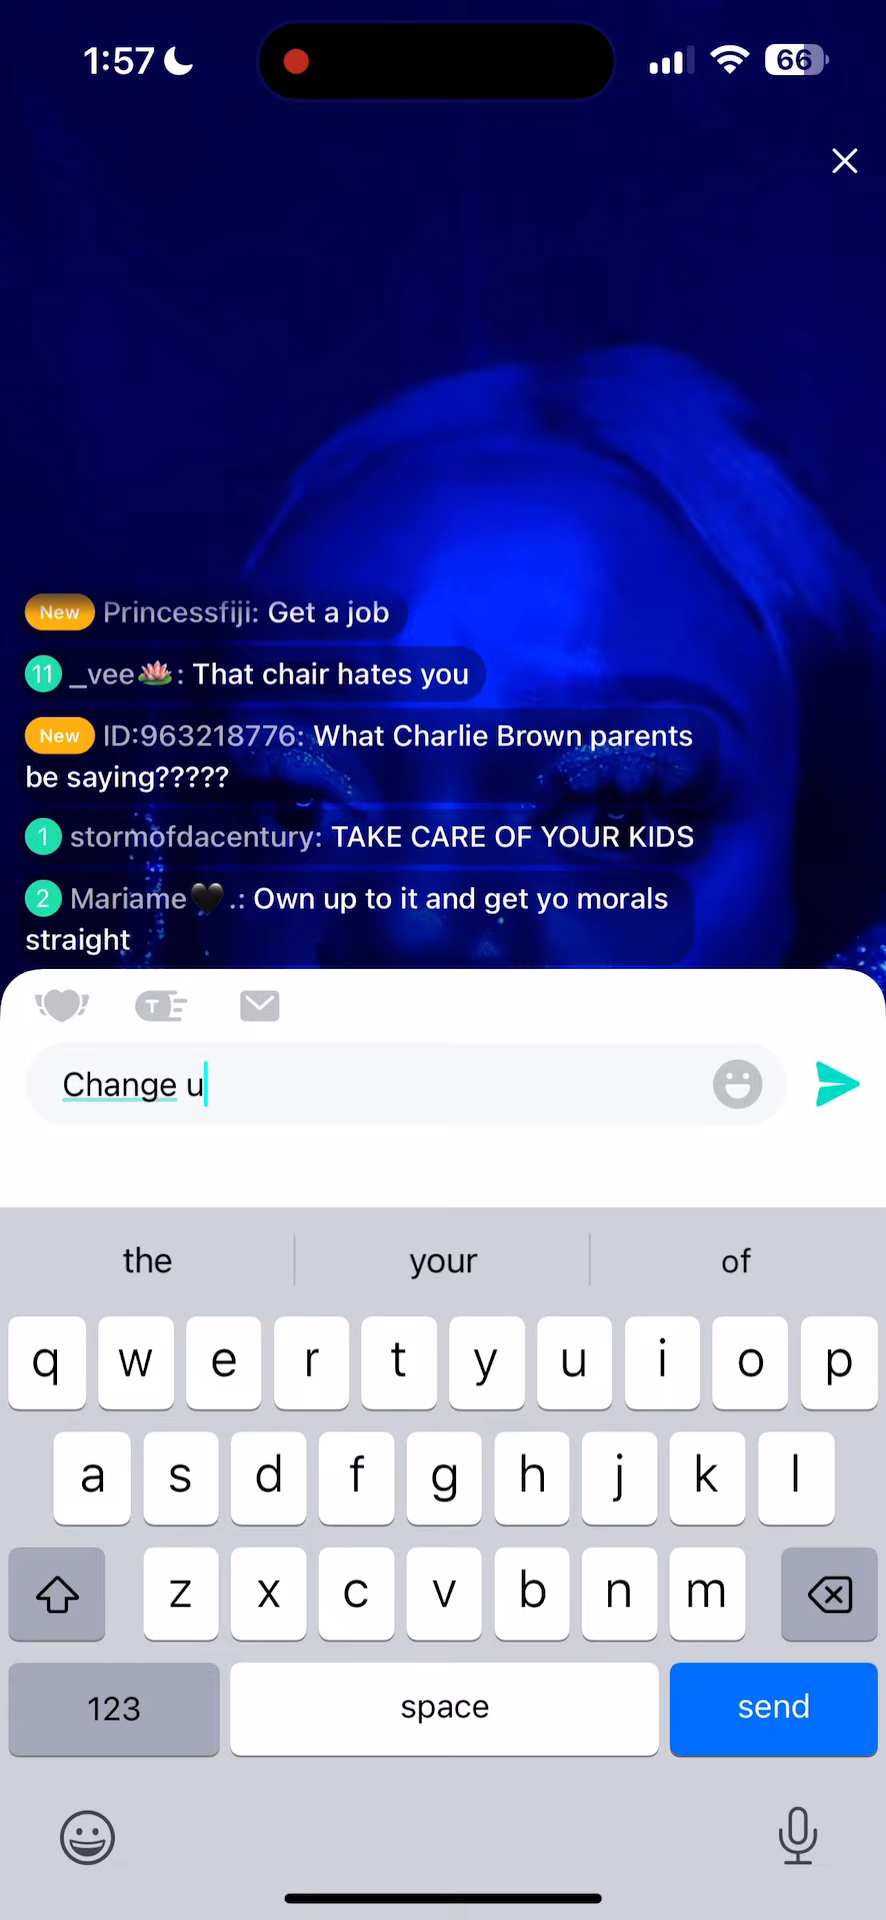 1:57 66
New Princessfiji: Get a job
11 _vee🪷: That chair hates you
New ID:963218776: What Charlie Brown parents
be saying?????
1 stormofdacentury: TAKE CARE OF YOUR KIDS
2 Mariame🖤.: Own up to it and get yo morals
straight
T
Change u
the your of
q w e r t y u i o p
a s d f g h j k l
z x c v b n m
123 space send